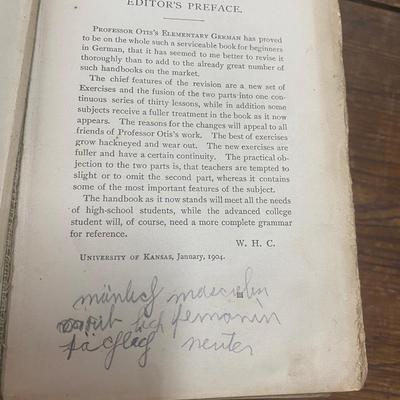 EDITOR'S PREFACE.
PROFESSOR OTIS'S ELEMENTARY GERMAN has proved
to be on the whole such a serviceable book for beginners
in German, that it has seemed to me better to revise it
thoroughly than to add to the already great number of
such handbooks on the market.
The chief features of the revision are a new set of
Exercises and the fusion of the two parts into one con-
tinuous series of thirty lessons, while in addition some
subjects receive a fuller treatment in the book as it now
appears. The reasons for the changes will appeal to all
friends of Professor Otis's work. The best of exercises
grow hackneyed and wear out. The new exercises are
fuller and have a certain continuity. The practical ob-
jection to the two parts is, that teachers are tempted to
slight or to omit the second part, whereas it contains
some of the most important features of the subject.
The handbook as it now stands will meet all the needs
of high-school students, while the advanced college
student will, of course, need a more complete grammar
for reference.
W. H. C.
UNIVERSITY OF KANSAS, January, 1904.
mänlich
lich
neuter